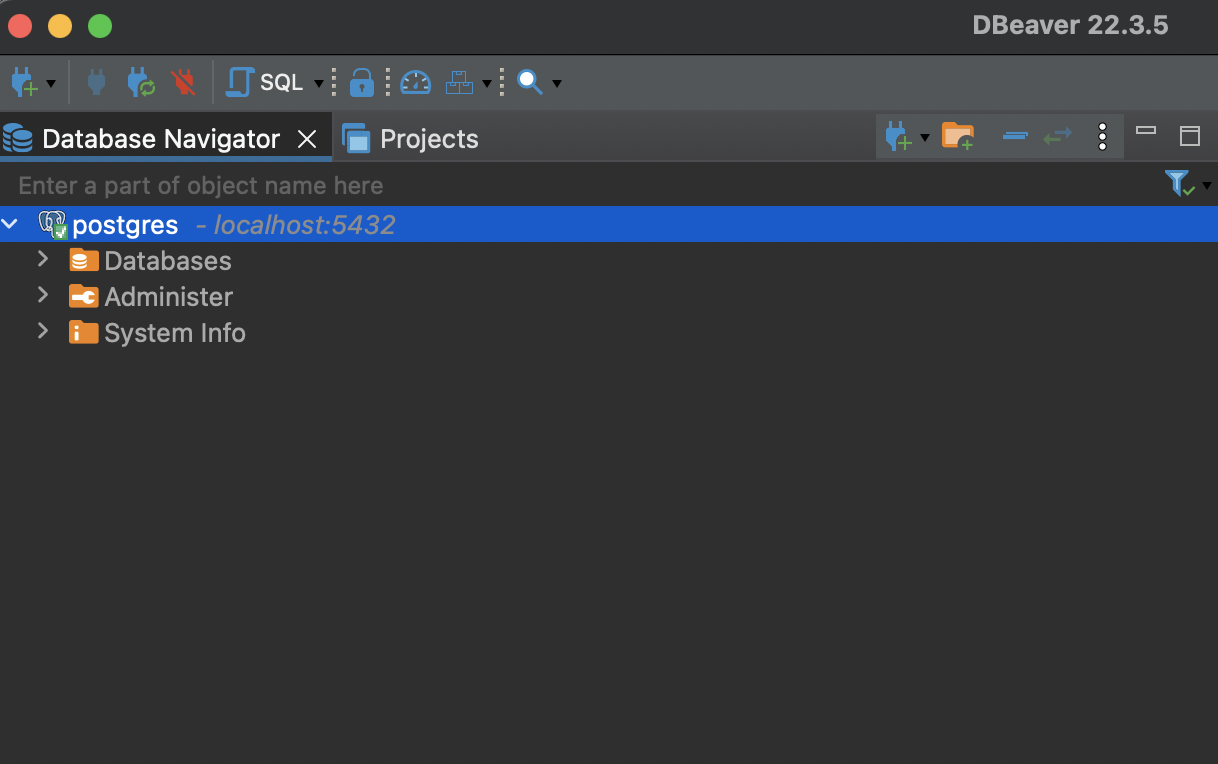 DBeaver 22.3.5
SQL
Database Navigator
Projects
Enter a part of object name here
postgres - localhost:5432
Databases
Administer
System Info